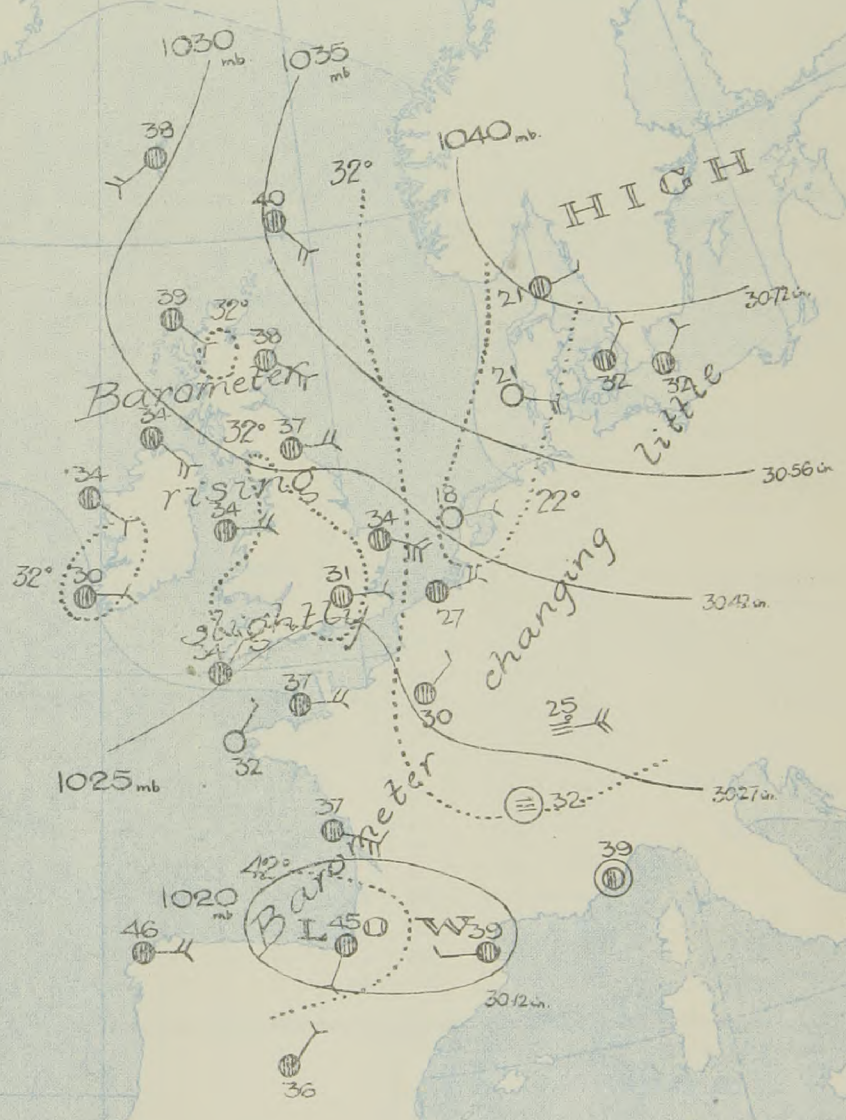 1030 mb.
1035 mb
38
1040 mb.
32°
HIGH
40
21
30·72 in.
39
32°
38
21
32
32
Barometer
little
34
32°
37
30·56 in
34
rising
34
34
18
22°
32°
30
31
27
30·42 in.
slightly
changing
34
37
30
25
32
1025 mb
32
30·27 in.
37
Barometer
39
42°
1020 mb
46
LOW
45
39
30·12 in.
36